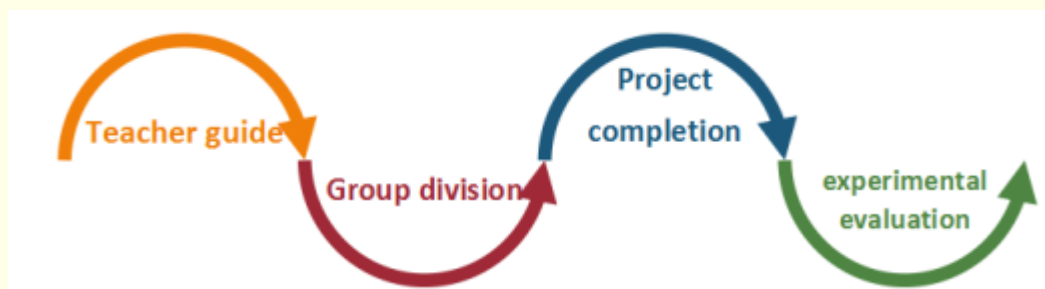 Teacher guide
Group division
Project
completion
experimental
evaluation